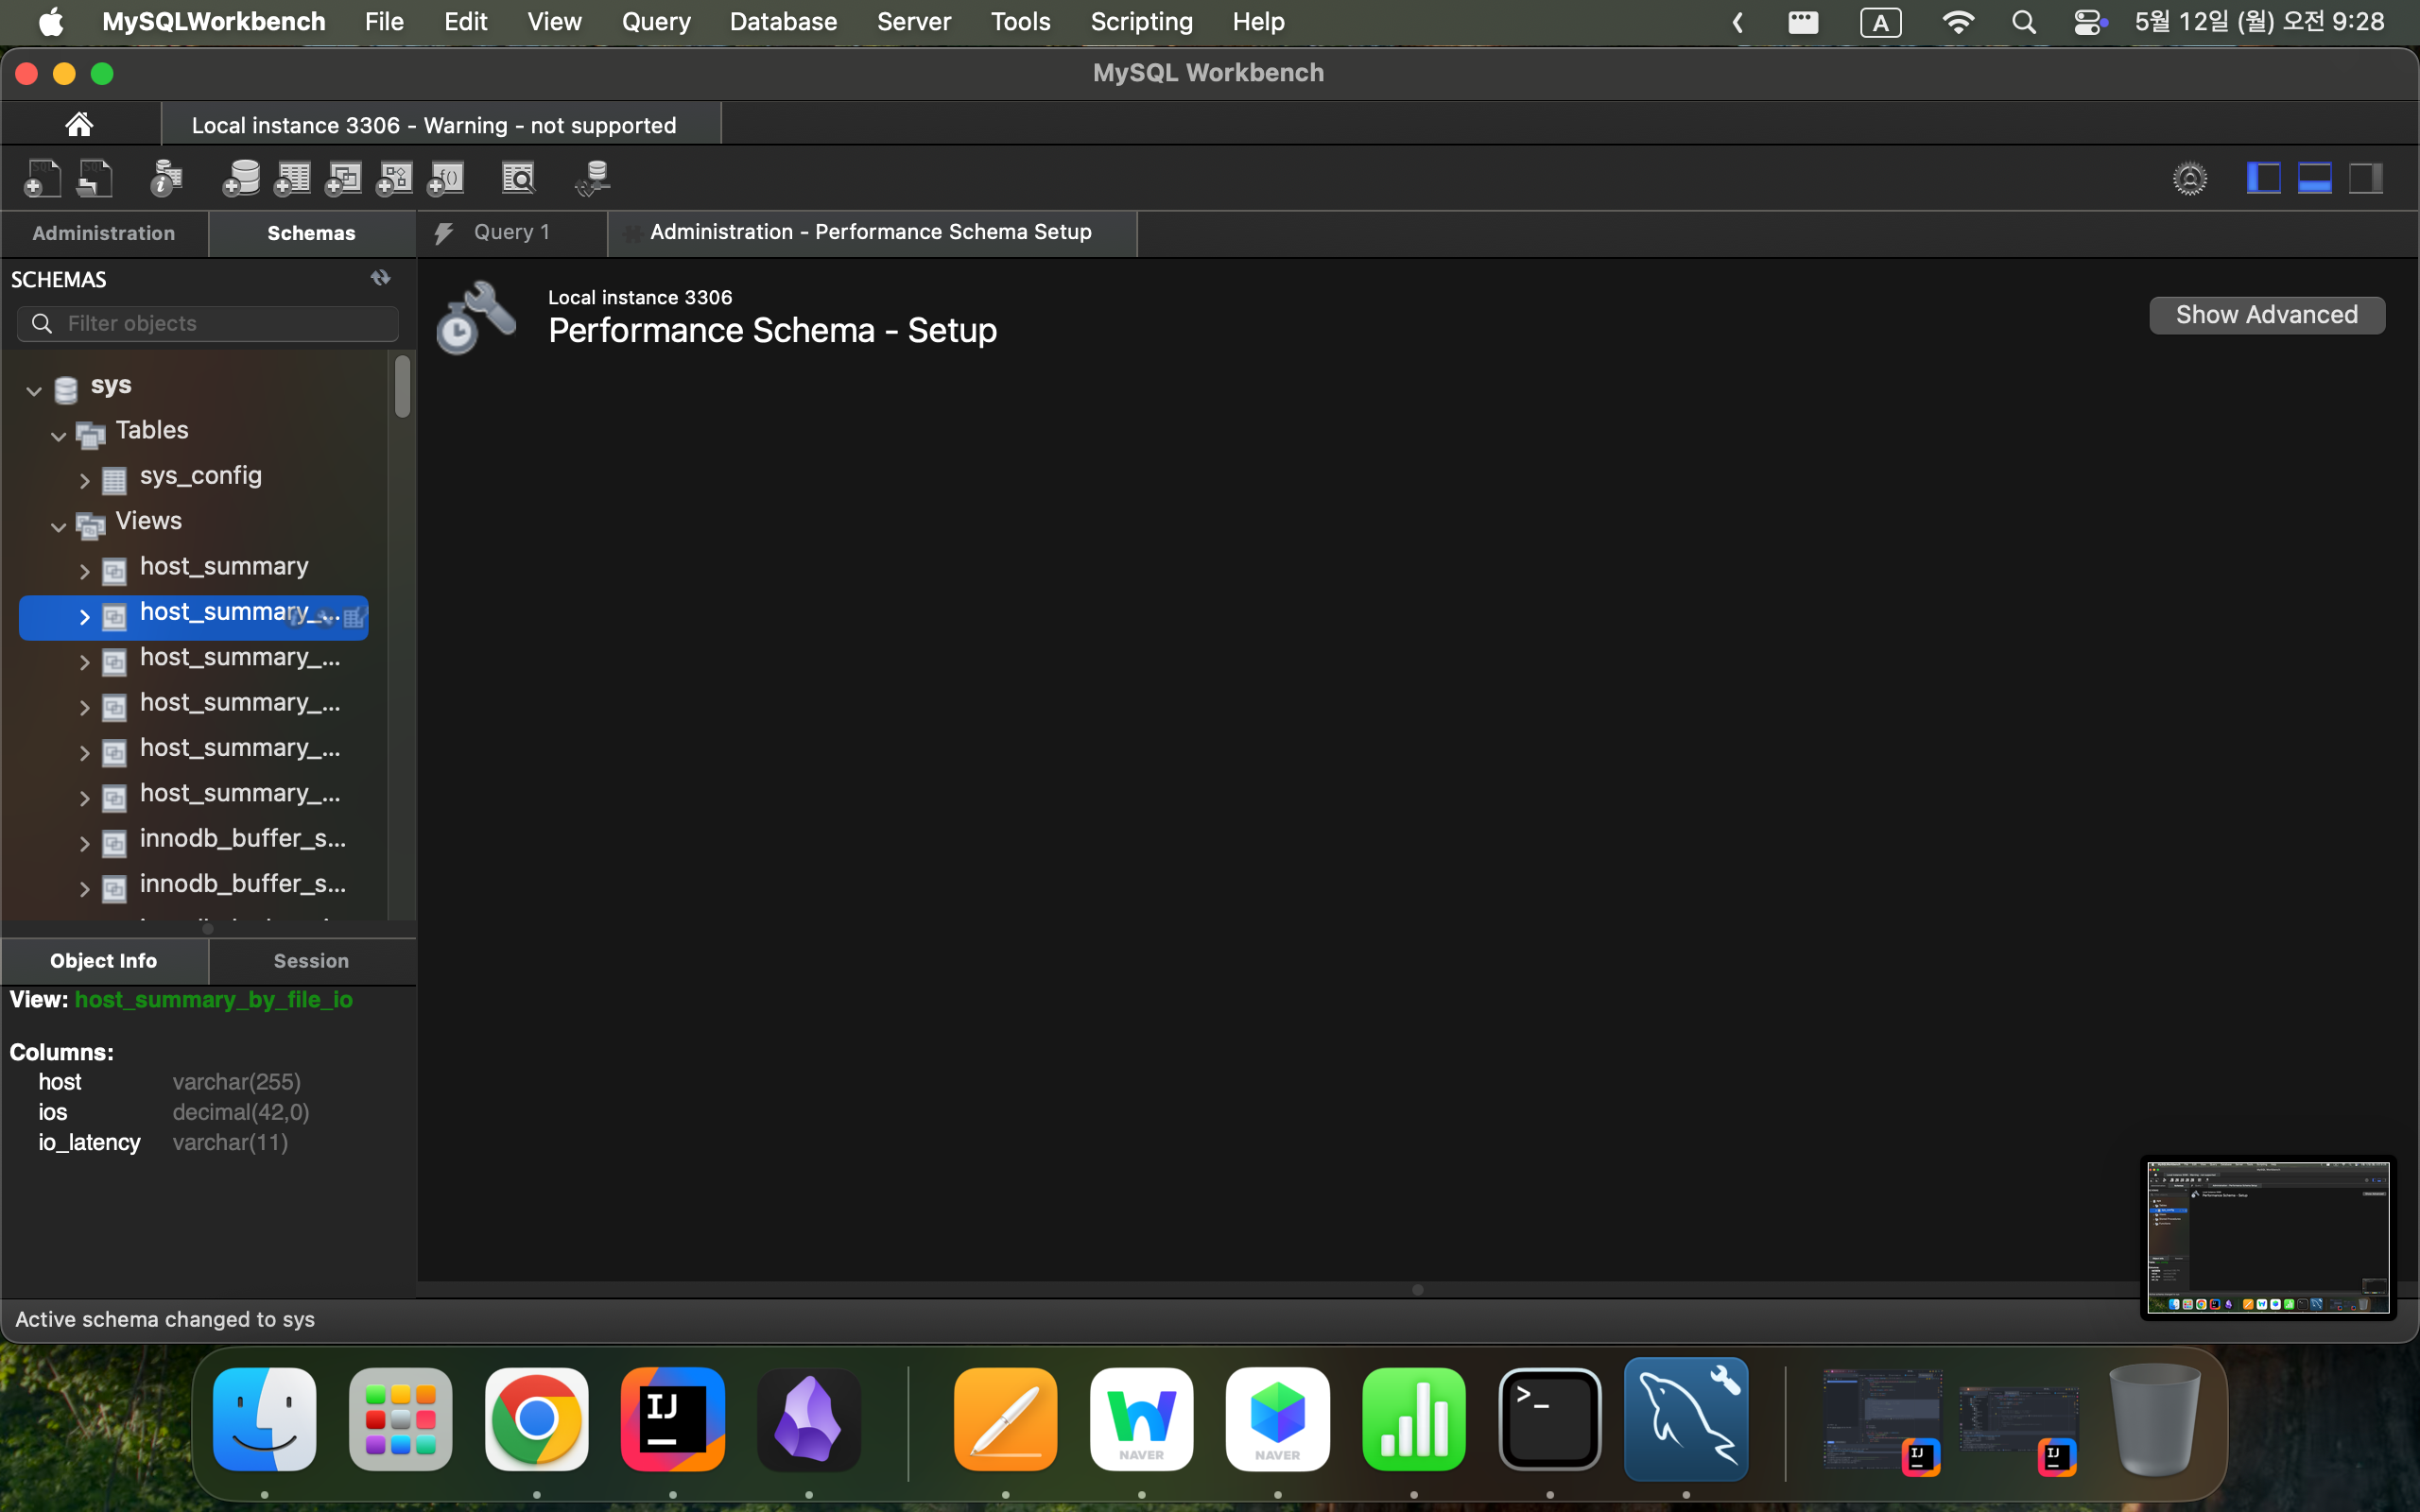 MySQLWorkbench File Edit View Query Database Server Tools Scripting Help A 5월 12일 (월) 오전 9:28
MySQL Workbench
Local instance 3306 - Warning - not supported
Administration Schemas Query 1 Administration - Performance Schema Setup
SCHEMAS
Filter objects
Local instance 3306
Performance Schema - Setup
Show Advanced
sys
Tables
sys_config
Views
host_summary
host_summary_...
host_summary_...
host_summary_...
host_summary_...
host_summary_...
innodb_buffer_s...
innodb_buffer_s...
Object Info Session
View: host_summary_by_file_io
Columns:
host varchar(255)
ios decimal(42,0)
io_latency varchar(11)
Active schema changed to sys
IJ
NAVER
NAVER
>_
IJ
IJ